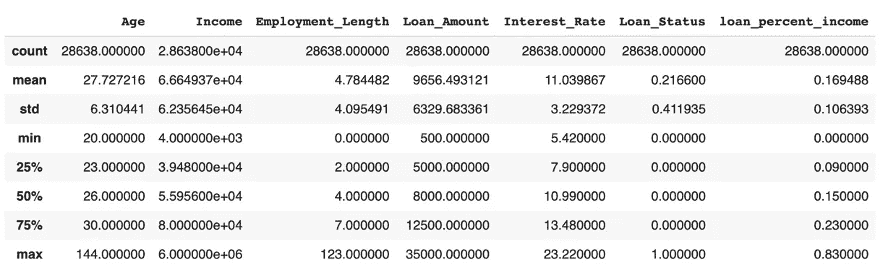 Age Income Employment_Length Loan_Amount Interest_Rate Loan_Status loan_percent_income
count 28638.000000 2.863800e+04 28638.000000 28638.000000 28638.000000 28638.000000 28638.000000
mean 27.727216 6.664937e+04 4.784482 9656.493121 11.039867 0.216600 0.169488
std 6.310441 6.235645e+04 4.095491 6329.683361 3.229372 0.411935 0.106393
min 20.000000 4.000000e+03 0.000000 500.000000 5.420000 0.000000 0.000000
25% 23.000000 3.948000e+04 2.000000 5000.000000 7.900000 0.000000 0.090000
50% 26.000000 5.595600e+04 4.000000 8000.000000 10.990000 0.000000 0.150000
75% 30.000000 8.000000e+04 7.000000 12500.000000 13.480000 0.000000 0.230000
max 144.000000 6.000000e+06 123.000000 35000.000000 23.220000 1.000000 0.830000